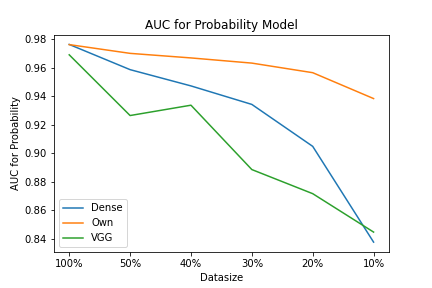 AUC for Probability Model
AUC for Probability
0.98
0.96
0.94
0.92
0.90
0.88
0.86
0.84
Dense
Own
VGG
100% 50% 40% 30% 20% 10%
Datasize